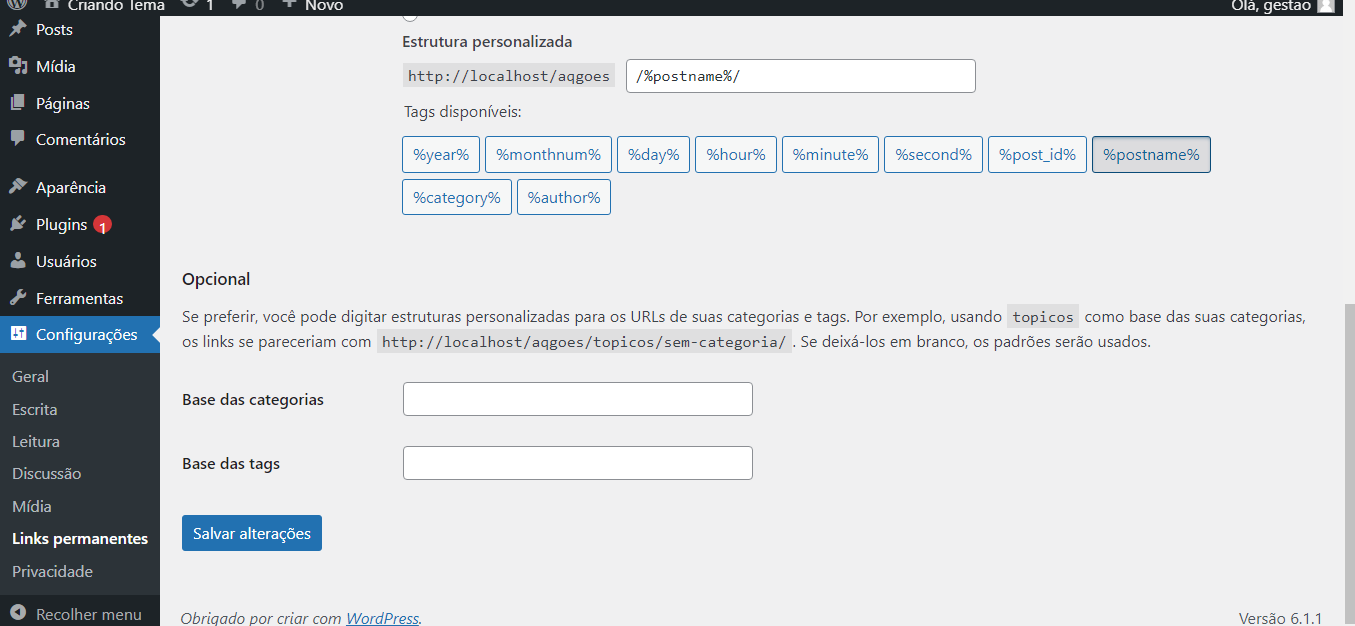 Criando Tema 1 0 Novo Olá, gestao
Posts
Mídia
Páginas
Comentários
Aparência
Plugins 1
Usuários
Ferramentas
Configurações
Geral
Escrita
Leitura
Discussão
Mídia
Links permanentes
Privacidade
Recolher menu
Estrutura personalizada
http://localhost/aqgoes /%postname%/
Tags disponíveis:
%year% %monthnum% %day% %hour% %minute% %second% %post_id% %postname%
%category% %author%
Opcional
Se preferir, você pode digitar estruturas personalizadas para os URLs de suas categorias e tags. Por exemplo, usando topicos como base das suas categorias,
os links se pareceriam com http://localhost/aqgoes/topicos/sem-categoria/ . Se deixá-los em branco, os padrões serão usados.
Base das categorias
Base das tags
Salvar alterações
Obrigado por criar com WordPress.
Versão 6.1.1